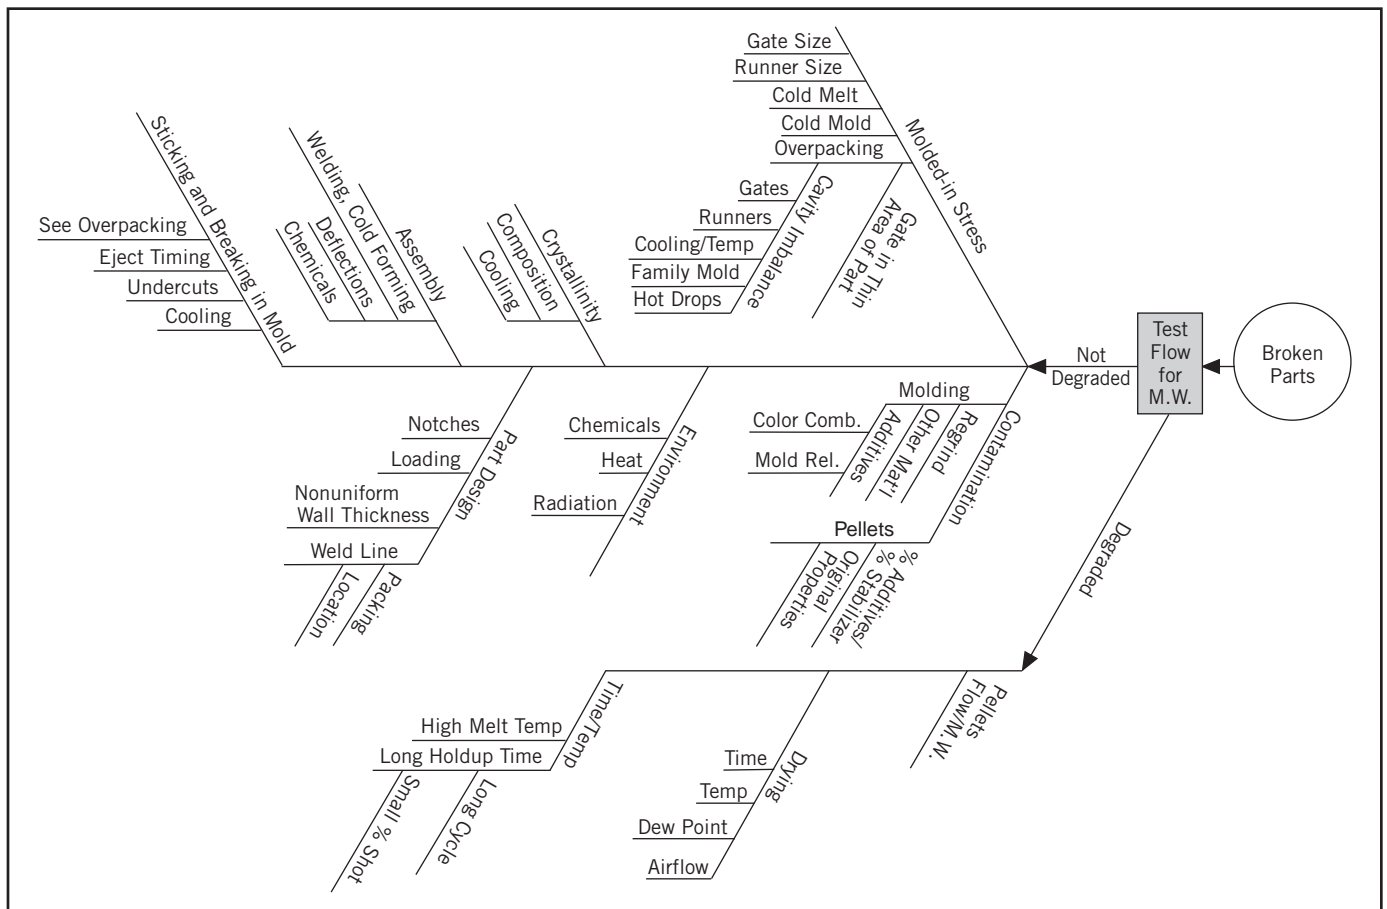 Gate Size
Runner Size
Cold Melt
Cold Mold
Overpacking
Molded-in Stress
Gates
Runners
Cooling/Temp
Family Mold
Hot Drops
Cavity Imbalance
Gate in Thin
Area of Part
Sticking and Breaking in Mold
See Overpacking
Eject Timing
Undercuts
Cooling
Welding, Cold Forming
Deflections
Chemicals
Assembly
Crystallinity
Composition
Cooling
Not
Degraded
Test
Flow
for
M.W.
Broken
Parts
Notches
Loading
Nonuniform
Wall Thickness
Weld Line
Part Design
Packing
Location
Chemicals
Heat
Radiation
Environment
Molding
Color Comb.
Mold Rel.
Additives
Other Mat'l
Regrind
Contamination
Pellets
Original
Properties
% Additives/
% Stabilizer
Degraded
Time/Temp
High Melt Temp
Long Holdup Time
Small % Shot
Long Cycle
Drying
Time
Temp
Dew Point
Airflow
Pellets
Flow/M.W.